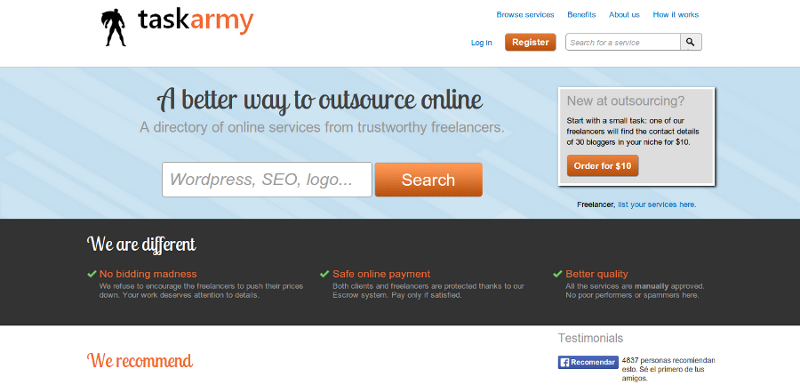 taskarmy
Browse services Benefits About us How it works
Log in Register Search for a service
A better way to outsource online
A directory of online services from trustworthy freelancers.
Wordpress, SEO, logo... Search
New at outsourcing?
Start with a small task: one of our
freelancers will find the contact details
of 30 bloggers in your niche for $10.
Order for $10
Freelancer, list your services here.
We are different
No bidding madness
We refuse to encourage the freelancers to push their prices
down. Your work deserves attention to details.
Safe online payment
Both clients and freelancers are protected thanks to our
Escrow system. Pay only if satisfied.
Better quality
All the services are manually approved.
No poor performers or spammers here.
We recommend
Testimonials
Recomendar
4837 personas recomiendan
esto. Sé el primero de tus
amigos.